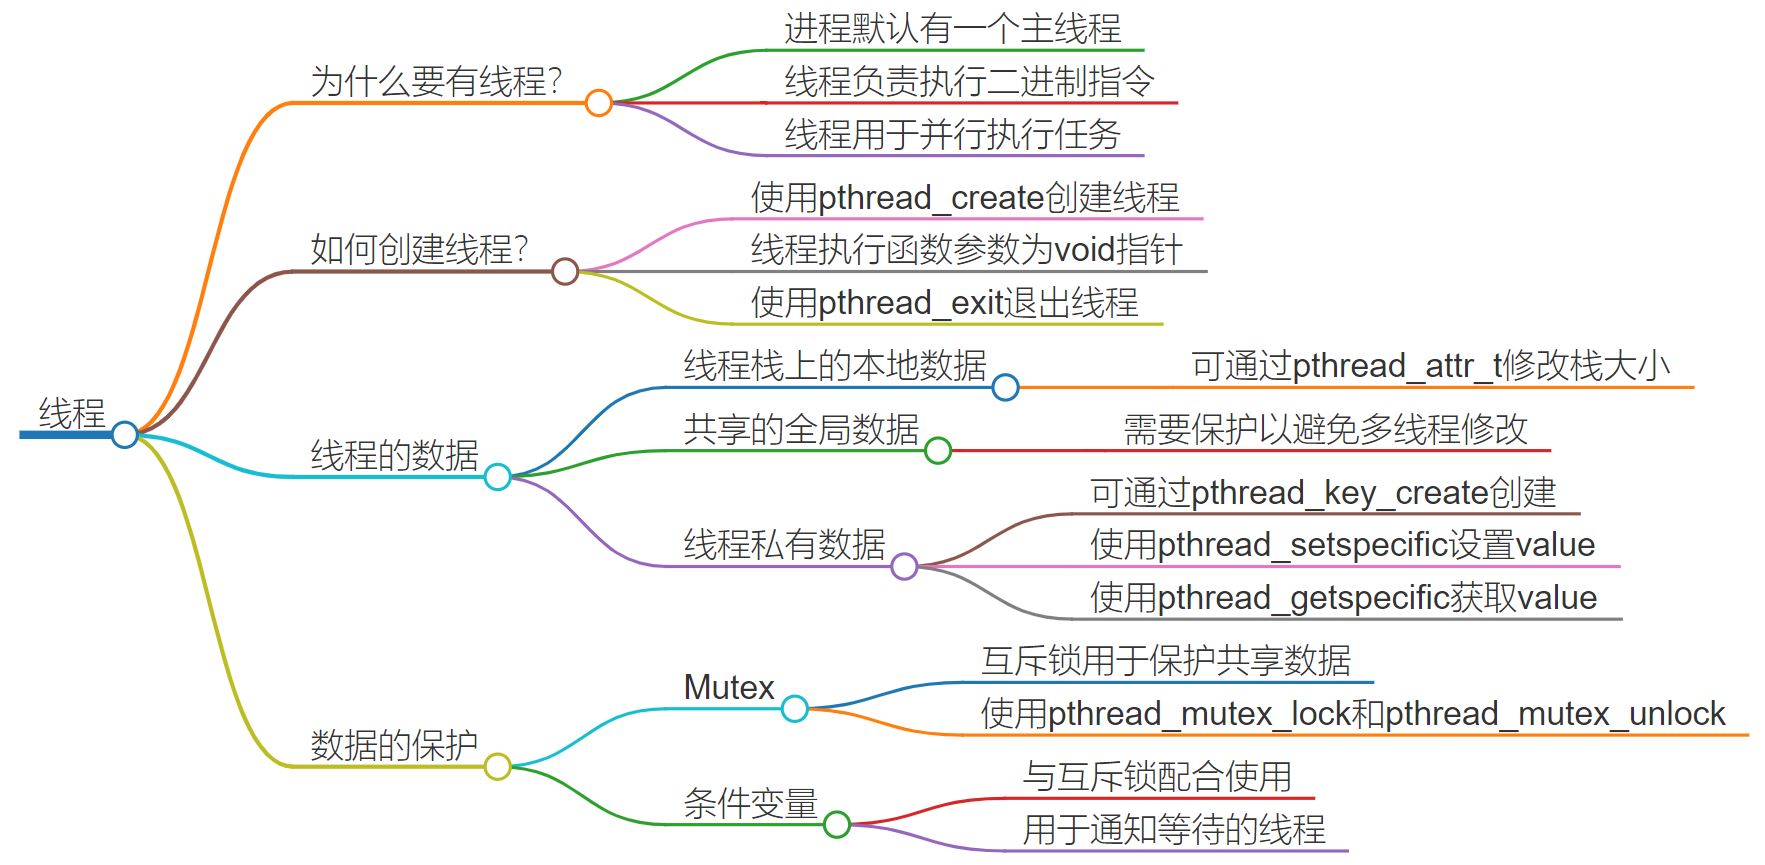 线程
为什么要有线程?
进程默认有一个主线程
线程负责执行二进制指令
线程用于并行执行任务
如何创建线程?
使用pthread_create创建线程
线程执行函数参数为void指针
使用pthread_exit退出线程
线程的数据
线程栈上的本地数据
可通过pthread_attr_t修改栈大小
共享的全局数据
需要保护以避免多线程修改
线程私有数据
可通过pthread_key_create创建
使用pthread_setspecific设置value
使用pthread_getspecific获取value
数据的保护
Mutex
互斥锁用于保护共享数据
使用pthread_mutex_lock和pthread_mutex_unlock
条件变量
与互斥锁配合使用
用于通知等待的线程